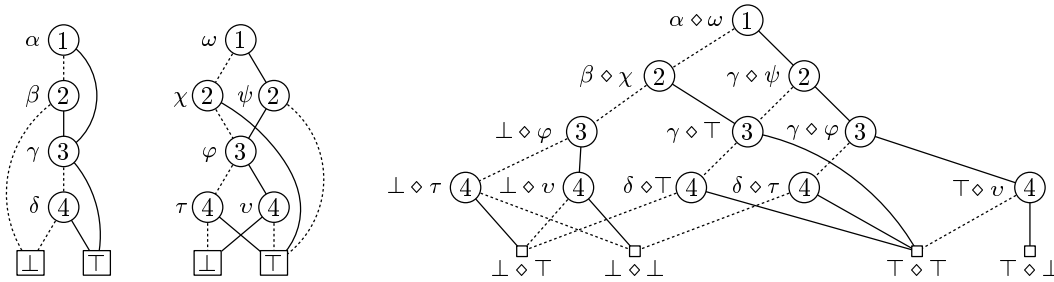 α 1
β 2
γ 3
δ 4
⊥ ⊤
ω 1
χ 2 ψ 2
φ 3
τ 4 υ 4
⊥ ⊤
α ⋄ ω 1
β ⋄ χ 2 γ ⋄ ψ 2
⊥ ⋄ φ 3 γ ⋄ ⊤ 3 γ ⋄ φ 3
⊥ ⋄ τ 4 ⊥ ⋄ υ 4 δ ⋄ ⊤ 4 δ ⋄ τ 4 ⊤ ⋄ υ 4
⊥ ⋄ ⊤ ⊥ ⋄ ⊥ ⊤ ⋄ ⊤ ⊤ ⋄ ⊥